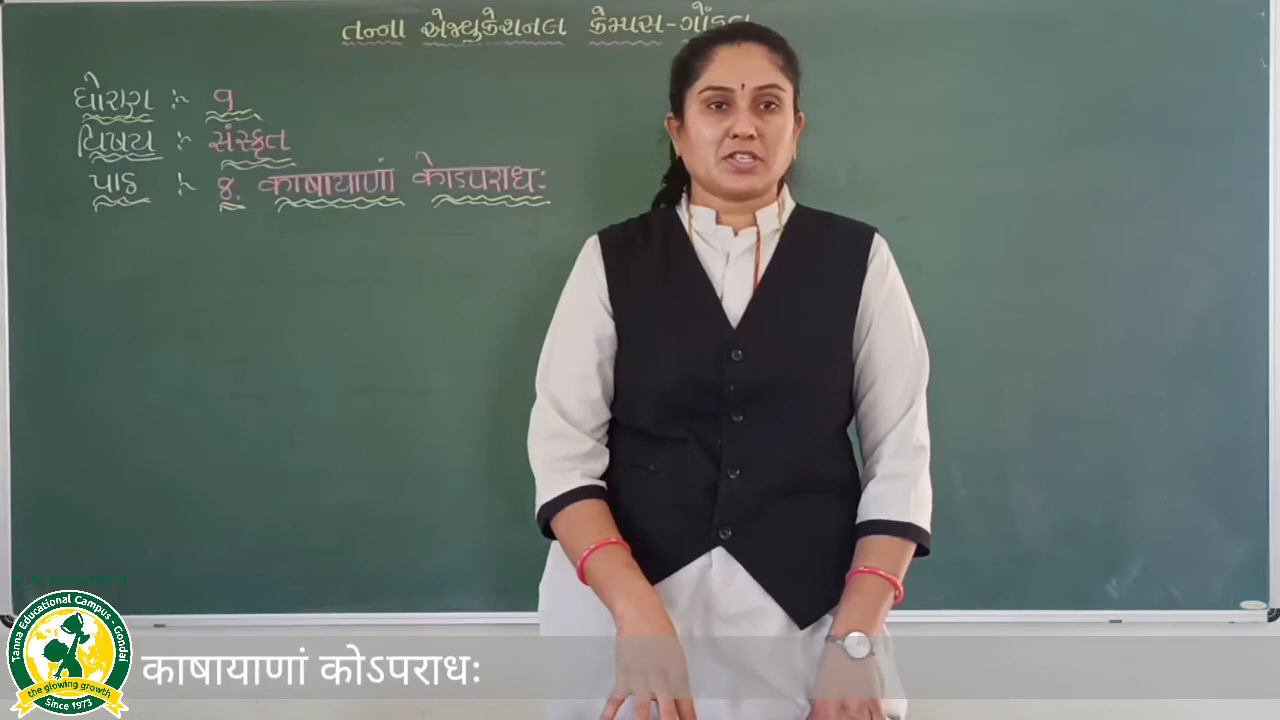 તન્ના એજ્યુકેશનલ કેમ્પસ-ગોંડલ
ધોરણ :- ૧
વિષય :- સંસ્કૃત
પાઠ :- ૪. काषायाणां कोऽपराधः
Tanna Educational Campus - Gondal
the glowing growth
Since 1973
काषायाणां कोऽपराधः